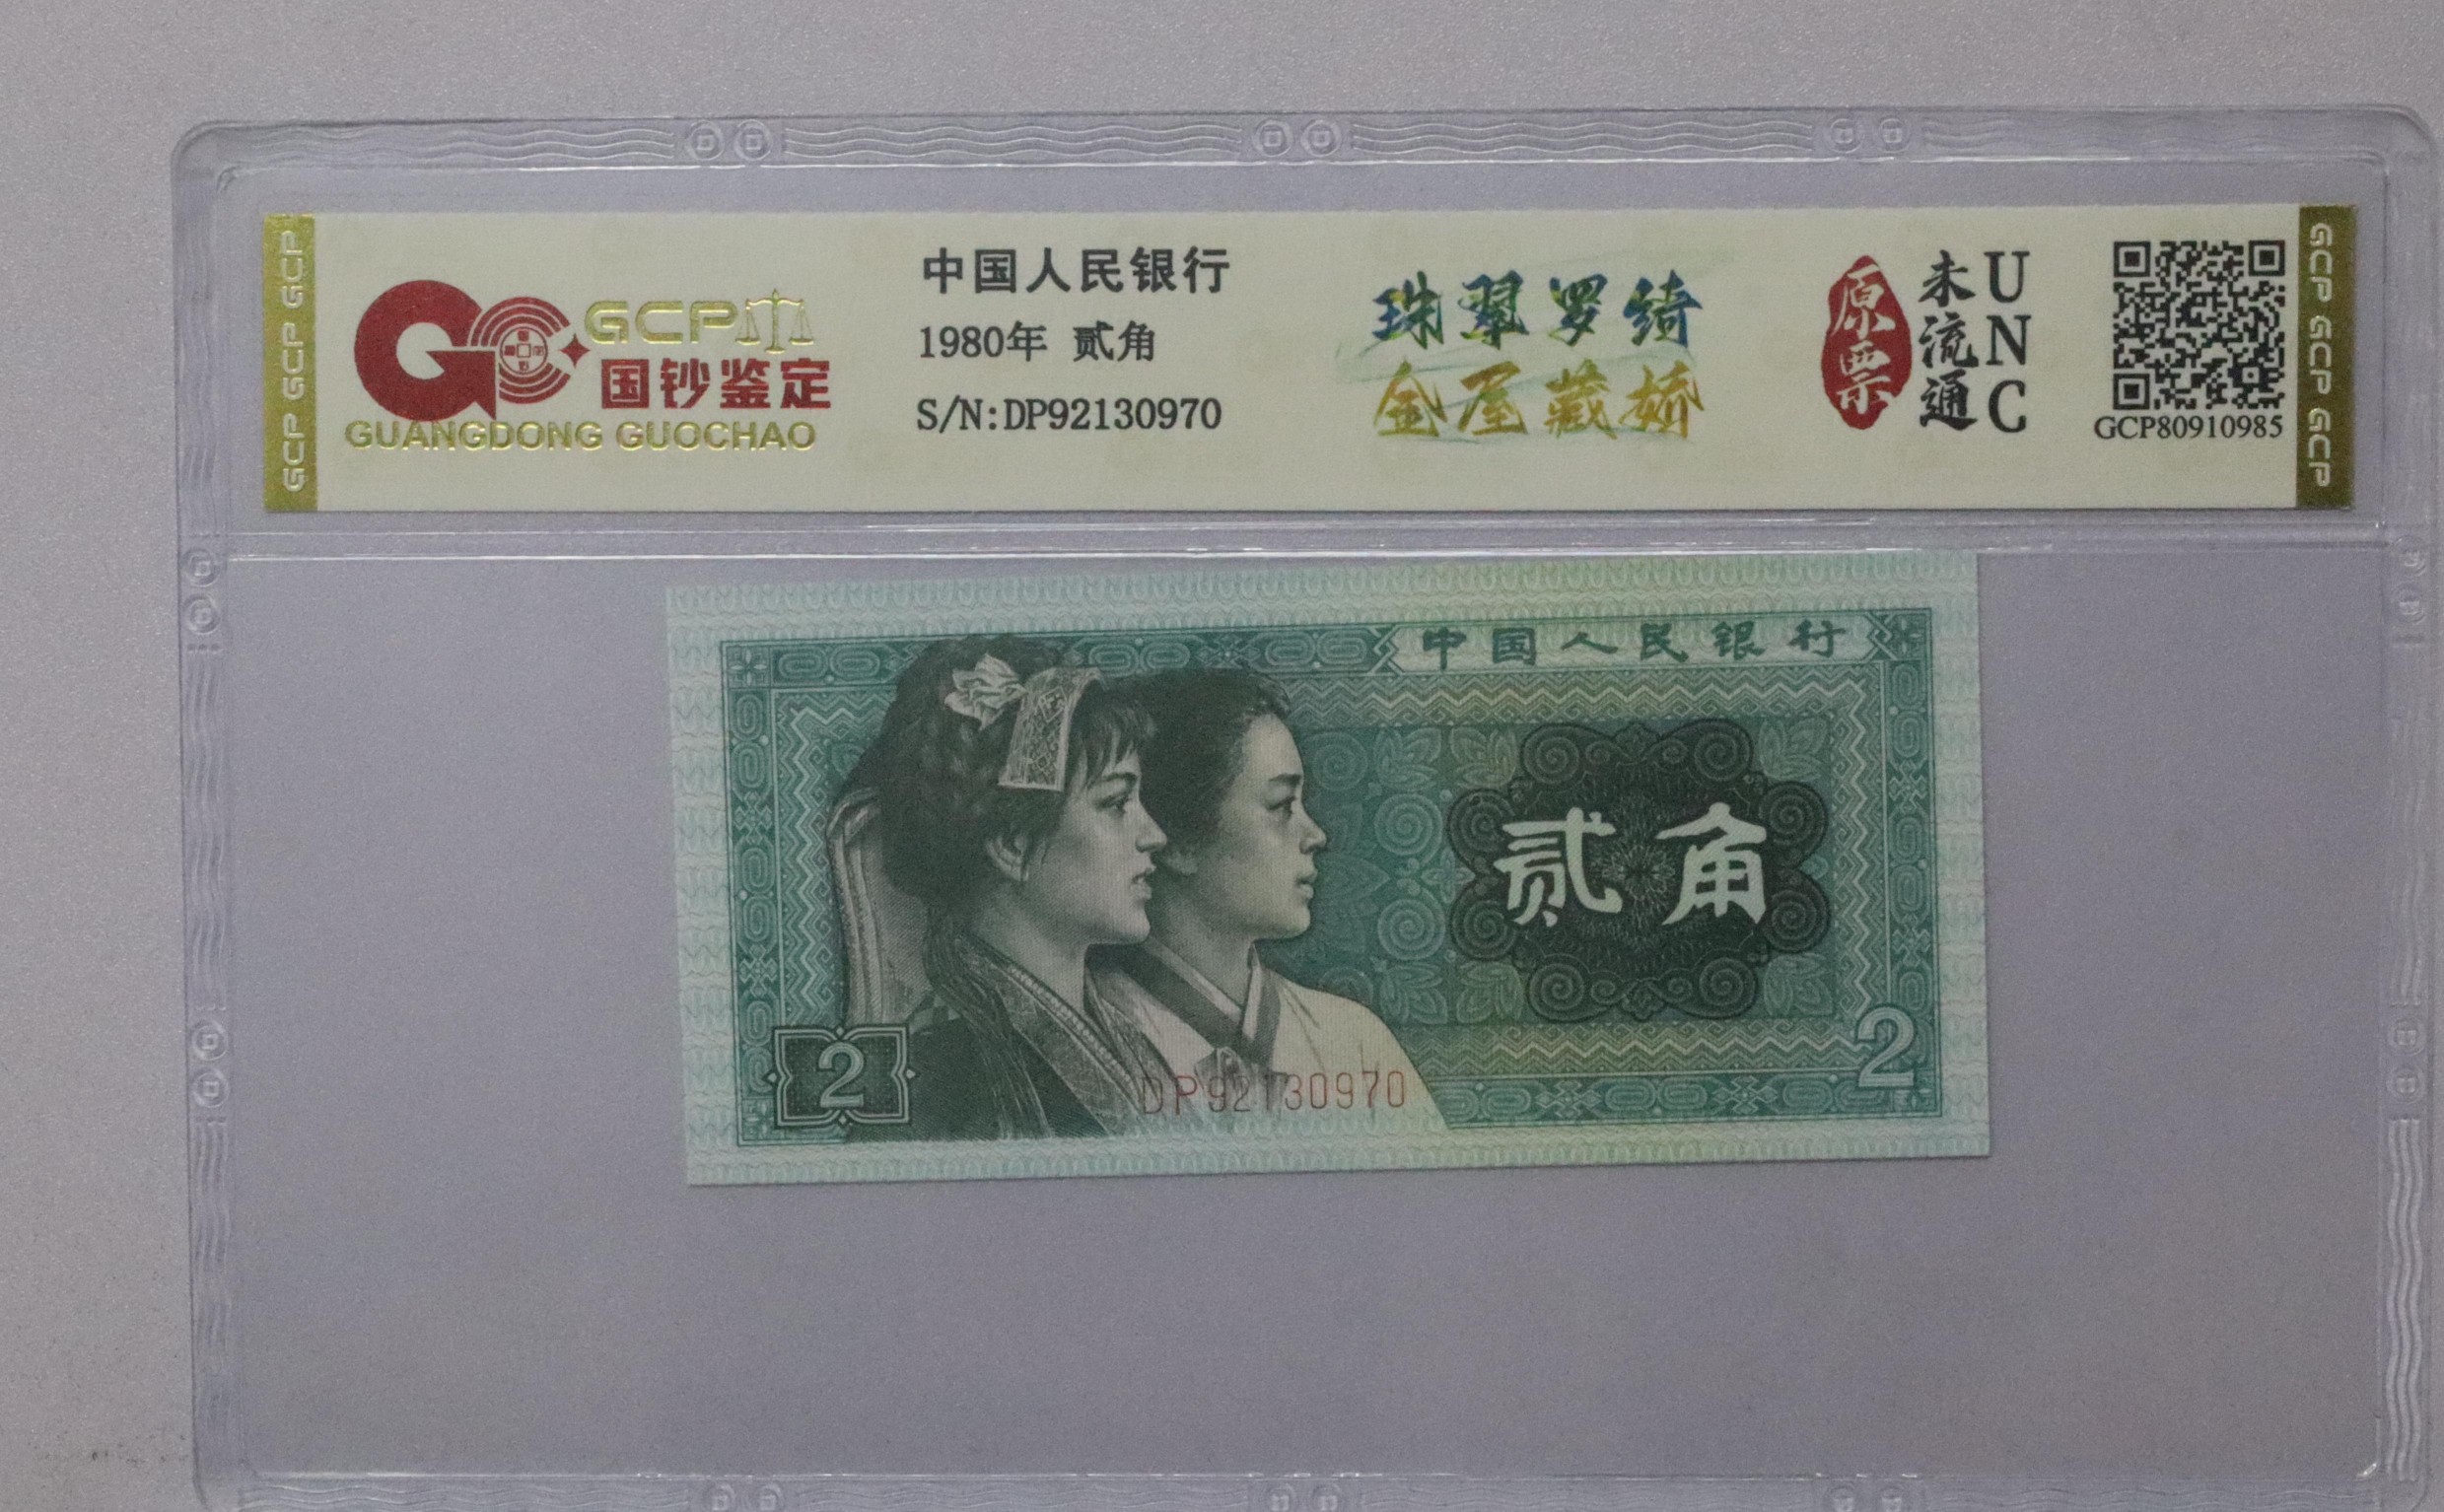 GCP GCP GCP
GCP
国钞鉴定
GUANGDONG GUOCHAO
中国人民银行
1980年 贰角
S/N:DP92130970
珠翠罗绮
金屋藏娇
原票
未流通
UNC
GCP80910985
GCP GCP GCP
中国人民银行
贰角
2
2
DP92130970